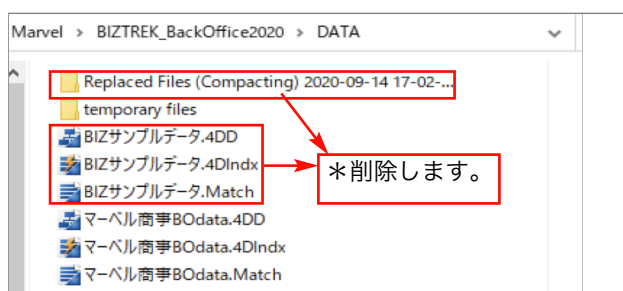 Marvel > BIZTREK_BackOffice2020 > DATA
Replaced Files (Compacting) 2020-09-14 17-02-...
temporary files
BIZサンプルデータ.4DD
BIZサンプルデータ.4DIndx
BIZサンプルデータ.Match
＊削除します。
マーベル商事BOdata.4DD
マーベル商事BOdata.4DIndx
マーベル商事BOdata.Match